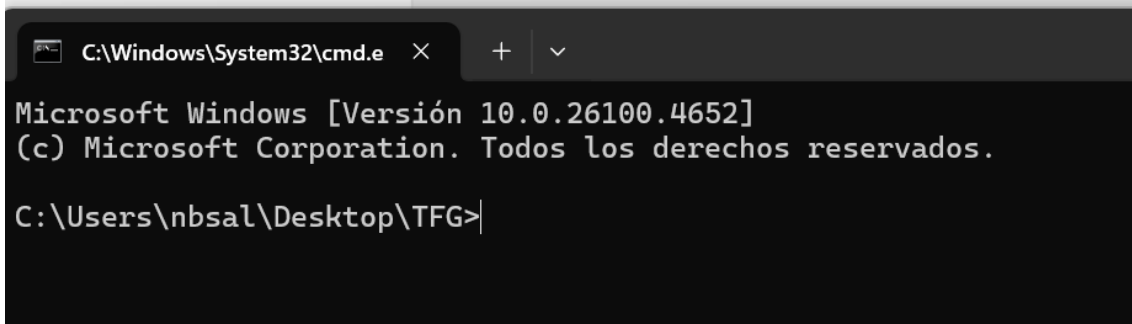 C:\Windows\System32\cmd.e
Microsoft Windows [Versión 10.0.26100.4652]
(c) Microsoft Corporation. Todos los derechos reservados.
C:\Users\nbsal\Desktop\TFG>